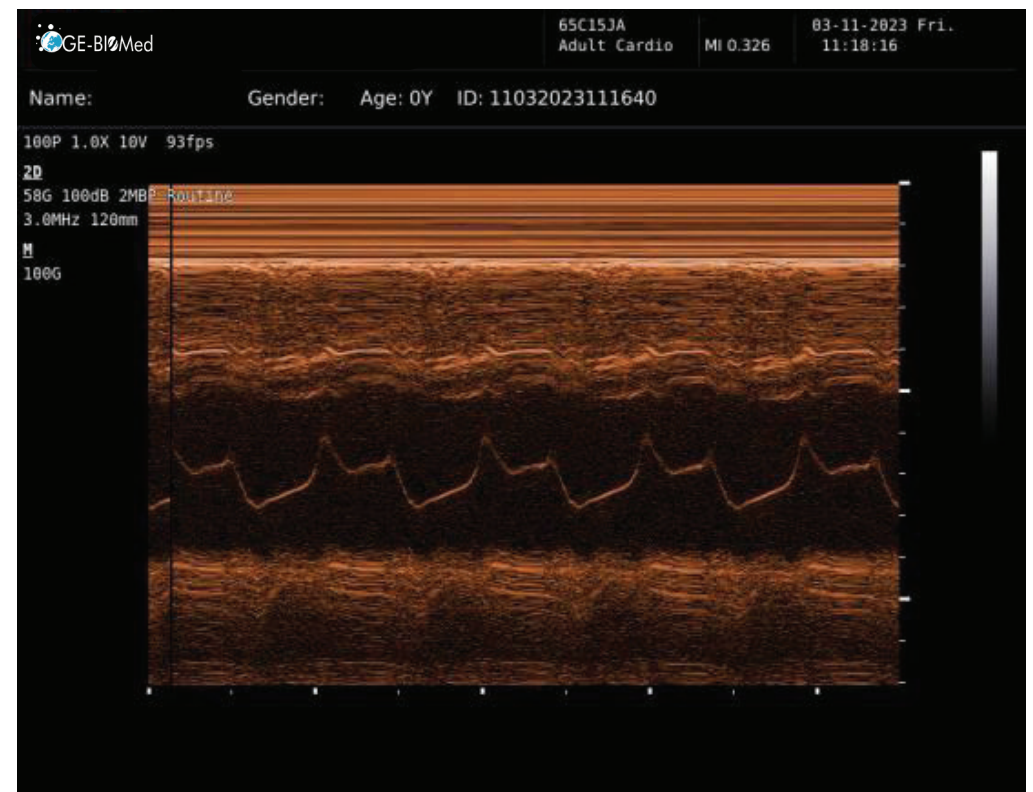 GE-BIOMed
65C15JA
Adult Cardio
MI 0.326
03-11-2023 Fri.
11:18:16
Name:
Gender:
Age: 0Y
ID: 11032023111640
100P 1.0X 10V 93fps
2D
58G 100dB 2MBP Routine
3.0MHz 120mm
M
100G